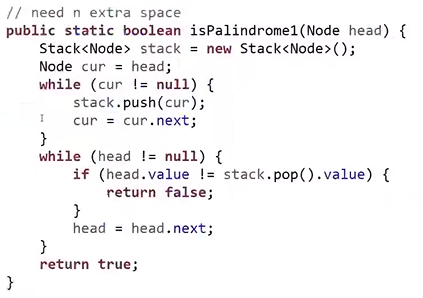 // need n extra space
public static boolean isPalindrome1(Node head) {
    Stack<Node> stack = new Stack<Node>();
    Node cur = head;
    while (cur != null) {
        stack.push(cur);
        cur = cur.next;
    }
    while (head != null) {
        if (head.value != stack.pop().value) {
            return false;
        }
        head = head.next;
    }
    return true;
}